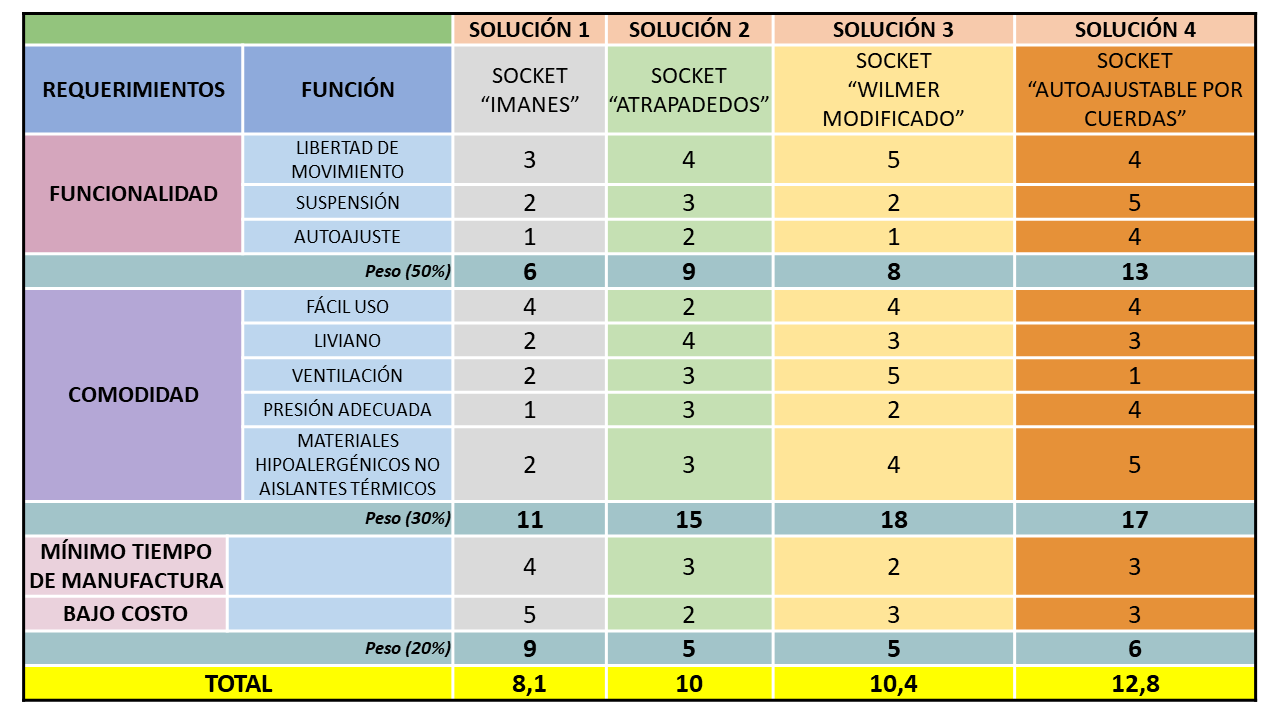 SOLUCIÓN 1 SOLUCIÓN 2 SOLUCIÓN 3 SOLUCIÓN 4
REQUERIMIENTOS FUNCIÓN
SOCKET
“IMANES”
SOCKET
“ATRAPADEDOS”
SOCKET
“WILMER
MODIFICADO”
SOCKET
“AUTOAJUSTABLE POR
CUERDAS”
FUNCIONALIDAD
LIBERTAD DE
MOVIMIENTO
3 4 5 4
SUSPENSIÓN 2 3 2 5
AUTOAJUSTE 1 2 1 4
Peso (50%) 6 9 8 13
COMODIDAD
FÁCIL USO 4 2 4 4
LIVIANO 2 4 3 3
VENTILACIÓN 2 3 5 1
PRESIÓN ADECUADA 1 3 2 4
MATERIALES
HIPOALERGÉNICOS NO
AISLANTES TÉRMICOS
2 3 4 5
Peso (30%) 11 15 18 17
MÍNIMO TIEMPO
DE MANUFACTURA
4 3 2 3
BAJO COSTO 5 2 3 3
Peso (20%) 9 5 5 6
TOTAL 8,1 10 10,4 12,8